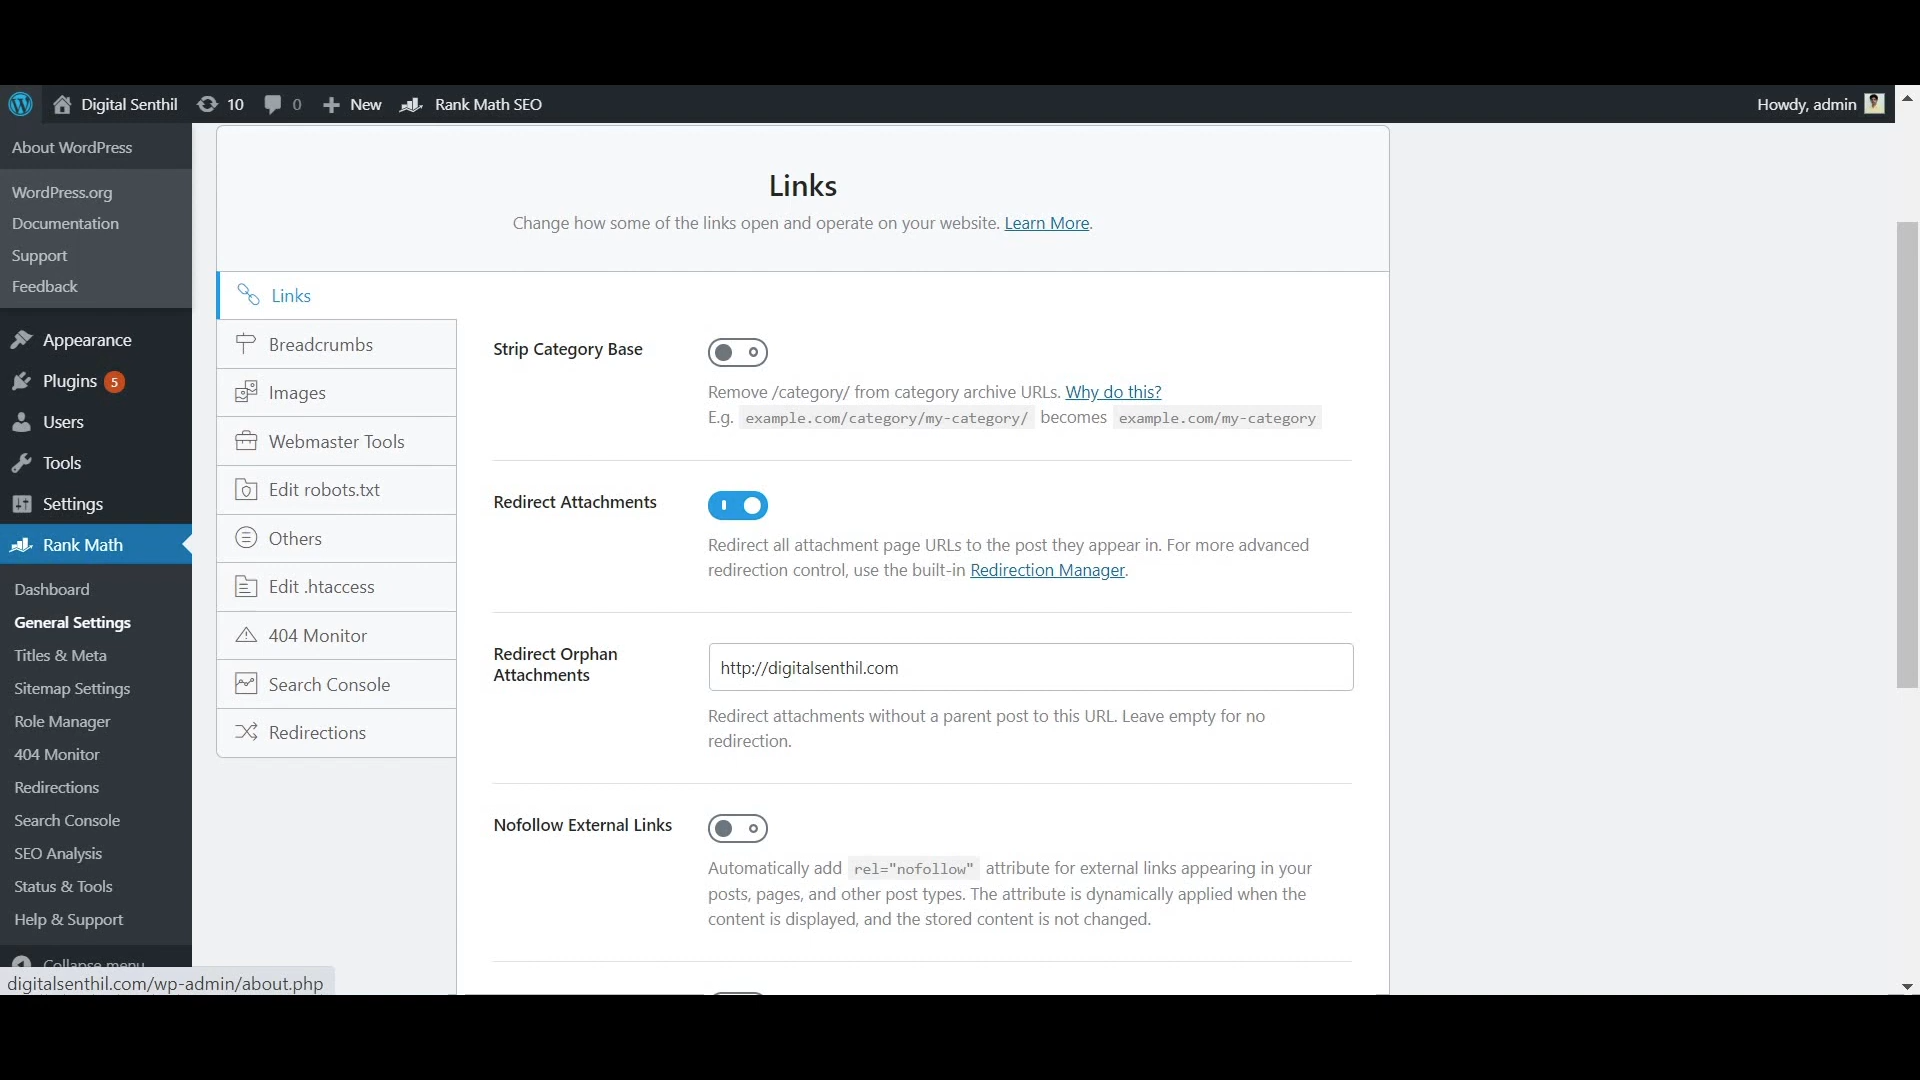 Digital Senthil 10 0 New Rank Math SEO Howdy, admin
About WordPress
WordPress.org
Documentation
Support
Feedback
Appearance
Plugins 5
Users
Tools
Settings
Rank Math
Dashboard
General Settings
Titles & Meta
Sitemap Settings
Role Manager
404 Monitor
Redirections
Search Console
SEO Analysis
Status & Tools
Help & Support
Collapse menu
digitalsenthil.com/wp-admin/about.php
Links
Change how some of the links open and operate on your website. Learn More.
Links
Breadcrumbs
Images
Webmaster Tools
Edit robots.txt
Others
Edit .htaccess
404 Monitor
Search Console
Redirections
Strip Category Base
Remove /category/ from category archive URLs. Why do this?
E.g. example.com/category/my-category/ becomes example.com/my-category
Redirect Attachments
Redirect all attachment page URLs to the post they appear in. For more advanced
redirection control, use the built-in Redirection Manager.
Redirect Orphan
Attachments
http://digitalsenthil.com
Redirect attachments without a parent post to this URL. Leave empty for no
redirection.
Nofollow External Links
Automatically add rel="nofollow" attribute for external links appearing in your
posts, pages, and other post types. The attribute is dynamically applied when the
content is displayed, and the stored content is not changed.